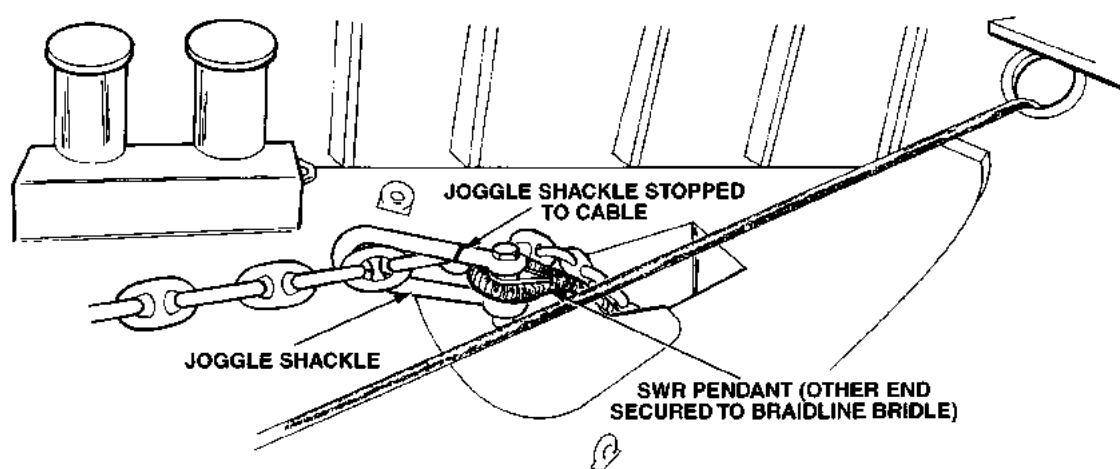 JOGGLE SHACKLE STOPPED
TO CABLE
JOGGLE SHACKLE
SWR PENDANT (OTHER END
SECURED TO BRAIDLINE BRIDLE)